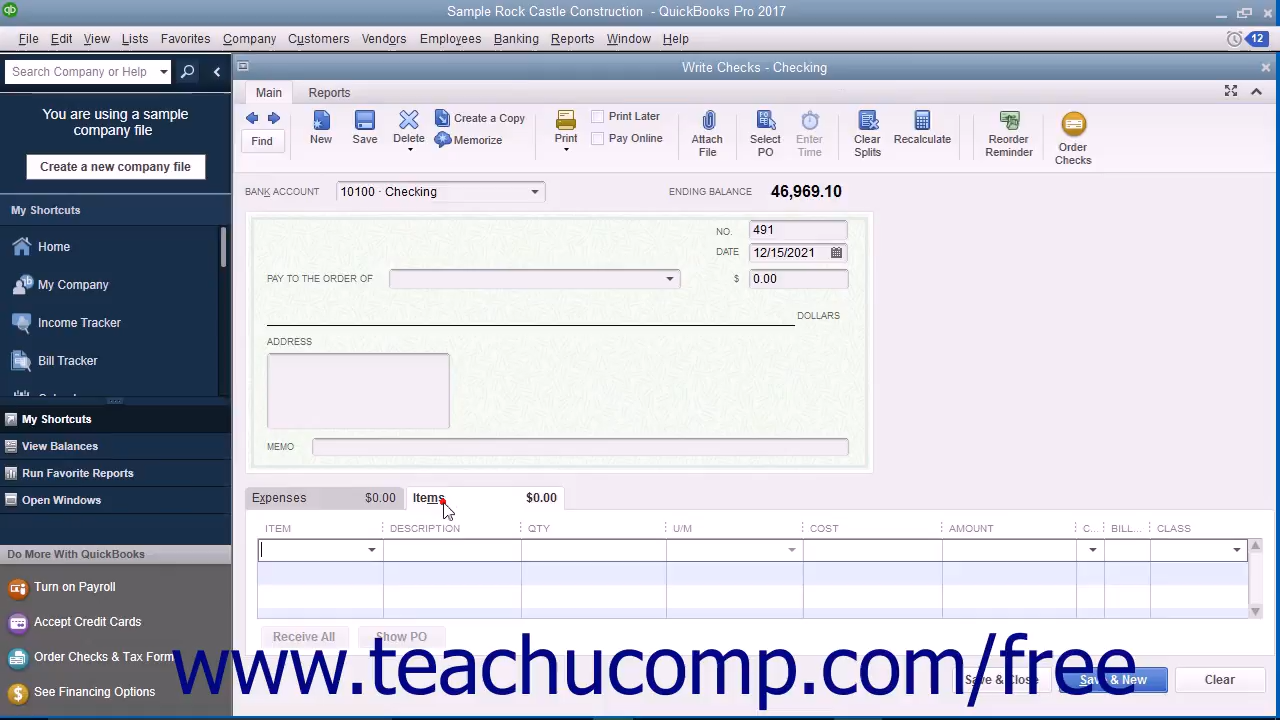 Sample Rock Castle Construction - QuickBooks Pro 2017
File Edit View Lists Favorites Company Customers Vendors Employees Banking Reports Window Help 12
Search Company or Help
Write Checks - Checking
Main Reports
You are using a sample
company file
Create a new company file
Find
New
Save
Delete
Create a Copy
Memorize
Print
Print Later
Pay Online
Attach
File
Select
PO
Enter
Time
Clear
Splits
Recalculate
Reorder
Reminder
Order
Checks
BANK ACCOUNT 10100 · Checking ENDING BALANCE 46,969.10
My Shortcuts
Home
My Company
Income Tracker
Bill Tracker
My Shortcuts
View Balances
Run Favorite Reports
Open Windows
Do More With QuickBooks
Turn on Payroll
Accept Credit Cards
Order Checks & Tax Form
See Financing Options
NO. 491
DATE 12/15/2021
PAY TO THE ORDER OF $ 0.00
DOLLARS
ADDRESS
MEMO
Expenses $0.00 Items $0.00
ITEM DESCRIPTION QTY U/M COST AMOUNT C... BILL... CLASS
Receive All Show PO
Save & Close Save & New Clear
www.teachucomp.com/free